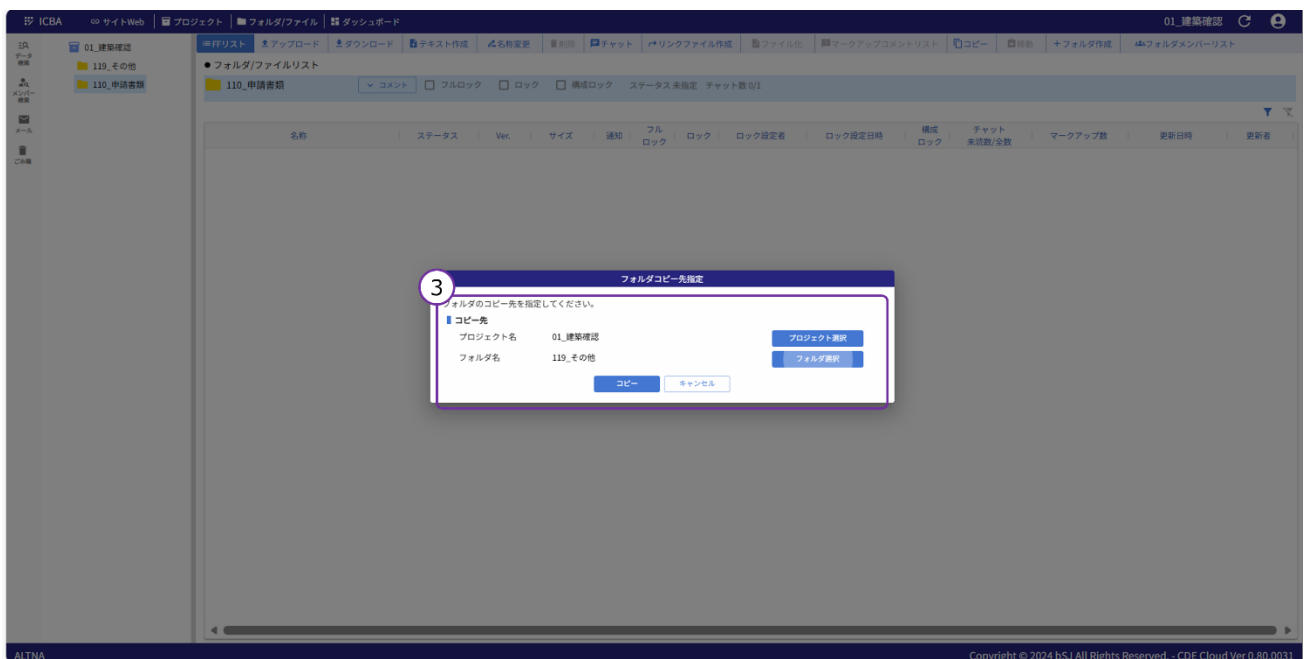 ICBA サイトWeb プロジェクト フォルダ/ファイル ダッシュボード 01_建築確認
データ検索
メンバー検索
メール
ごみ箱
01_建築確認
119_その他
110_申請書類
FFリスト アップロード ダウンロード テキスト作成 名称変更 削除 チャット リンクファイル作成 ファイル化 マークアップコメントリスト コピー 移動 +フォルダ作成 フォルダメンバーリスト
● フォルダ/ファイルリスト
110_申請書類 コメント フルロック ロック 構成ロック ステータス 未指定 チャット数 0/1
名称 ステータス Ver. サイズ 通知 フルロック ロック ロック設定者 ロック設定日時 構成ロック チャット未読数/全数 マークアップ数 更新日時 更新者
フォルダコピー先指定
3
フォルダのコピー先を指定してください。
コピー先
プロジェクト名 01_建築確認 プロジェクト選択
フォルダ名 119_その他 フォルダ選択
コピー キャンセル
ALTNA Copyright © 2024 bSJ All Rights Reserved. - CDE Cloud Ver 0.80.0031